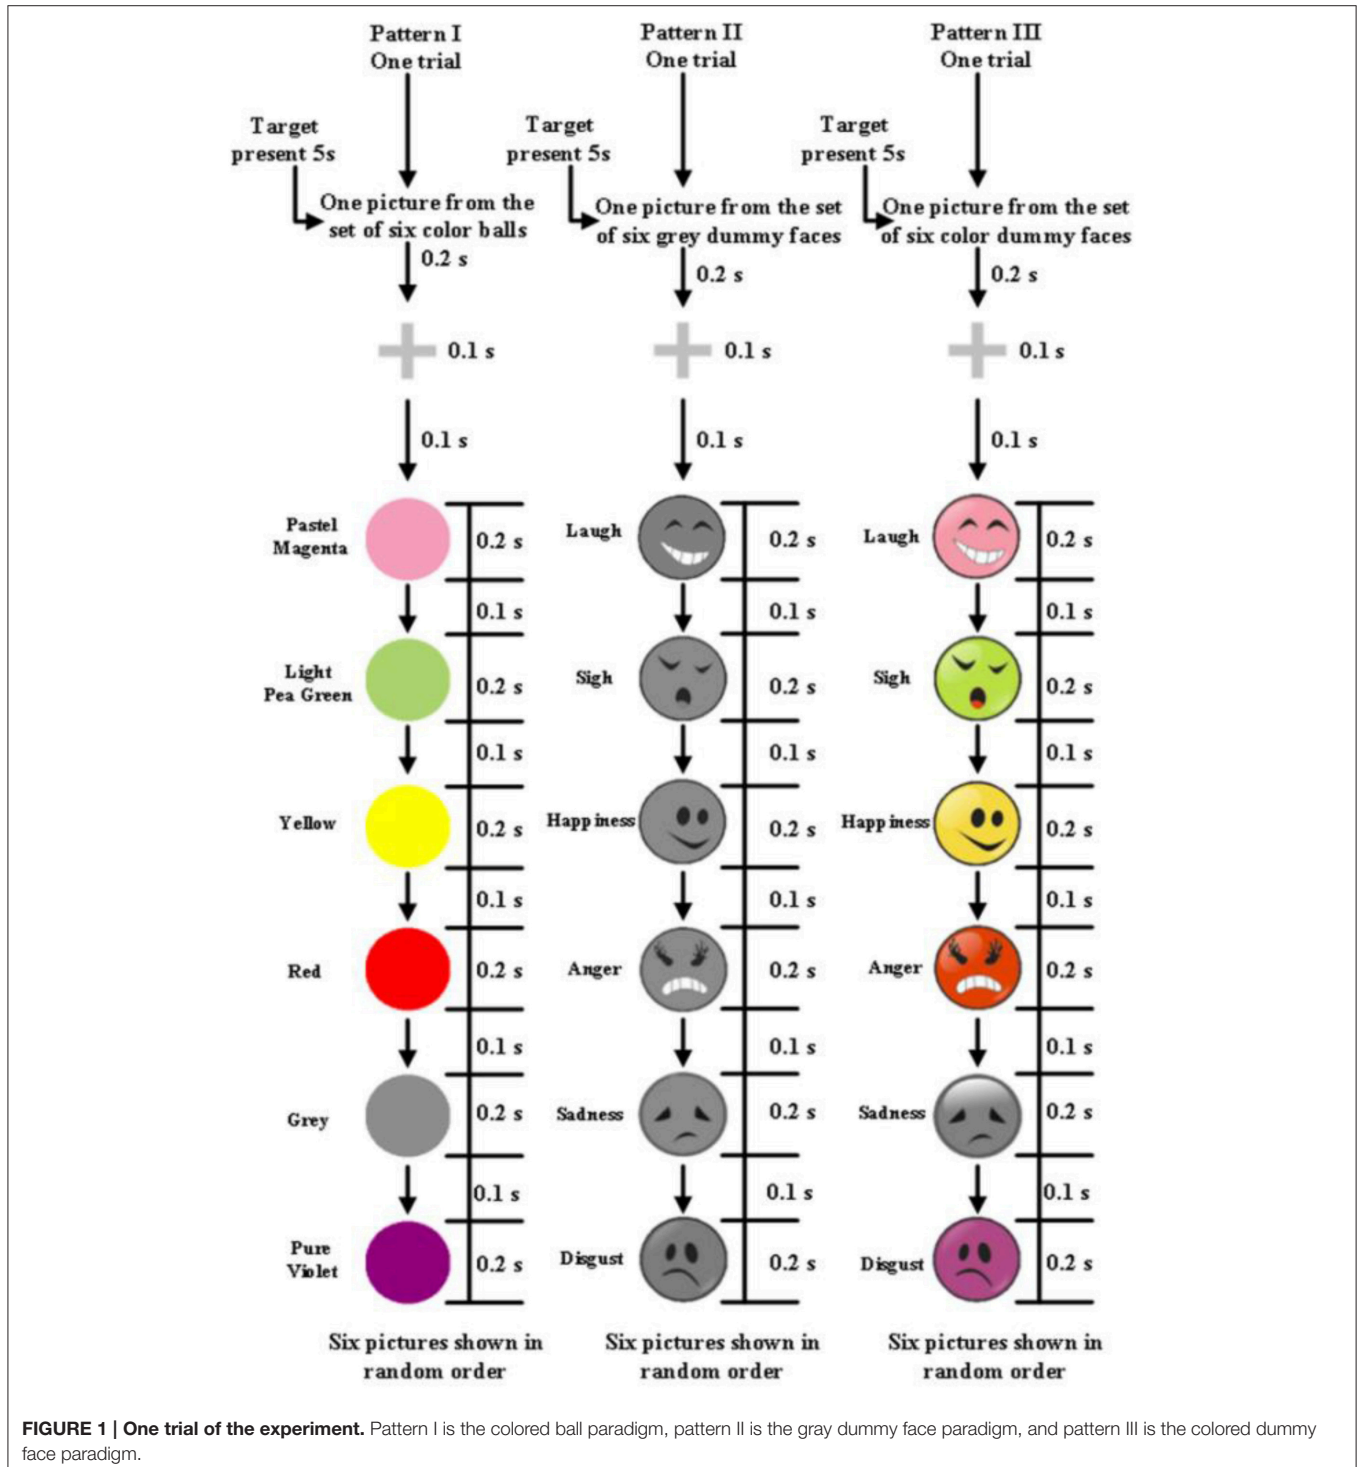 Pattern I
One trial
Pattern II
One trial
Pattern III
One trial
Target
present 5s
Target
present 5s
Target
present 5s
One picture from the
set of six color balls
One picture from the set
of six grey dummy faces
One picture from the set
of six color dummy faces
0.2 s
0.2 s
0.2 s
0.1 s
0.1 s
0.1 s
0.1 s
0.1 s
0.1 s
Pastel
Magenta
0.2 s
Laugh
0.2 s
Laugh
0.2 s
0.1 s
0.1 s
0.1 s
Light
Pea Green
0.2 s
Sigh
0.2 s
Sigh
0.2 s
0.1 s
0.1 s
0.1 s
Yellow
0.2 s
Happiness
0.2 s
Happiness
0.2 s
0.1 s
0.1 s
0.1 s
Red
0.2 s
Anger
0.2 s
Anger
0.2 s
0.1 s
0.1 s
0.1 s
Grey
0.2 s
Sadness
0.2 s
Sadness
0.2 s
0.1 s
0.1 s
0.1 s
Pure
Violet
0.2 s
Disgust
0.2 s
Disgust
0.2 s
Six pictures shown in
random order
Six pictures shown in
random order
Six pictures shown in
random order
FIGURE 1 | One trial of the experiment. Pattern I is the colored ball paradigm, pattern II is the gray dummy face paradigm, and pattern III is the colored dummy
face paradigm.